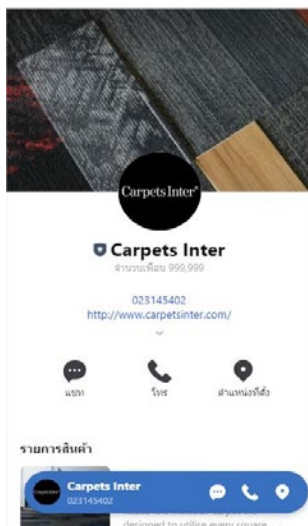 Carpets Inter®
Carpets Inter
จำนวนเพื่อน 999,999
023145402
http://www.carpetsinter.com/
แชท
โทร
ตำแหน่งที่ตั้ง
รายการสินค้า
Carpets Inter
023145402
designed to utilise every square